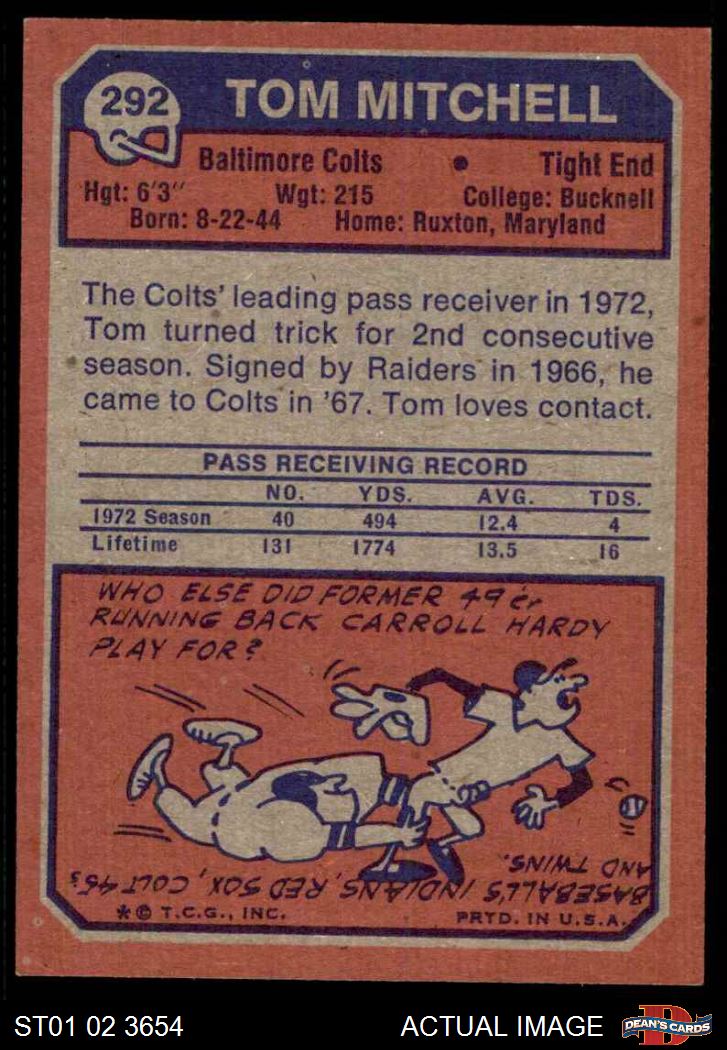 292
TOM MITCHELL
Baltimore Colts • Tight End
Hgt: 6'3" Wgt: 215 College: Bucknell
Born: 8-22-44 Home: Ruxton, Maryland
The Colts' leading pass receiver in 1972,
Tom turned trick for 2nd consecutive
season. Signed by Raiders in 1966, he
came to Colts in '67. Tom loves contact.
PASS RECEIVING RECORD
NO. YDS. AVG. TDS.
1972 Season 40 494 12.4 4
Lifetime 131 1774 13.5 16
WHO ELSE DID FORMER 49er
RUNNING BACK CARROLL HARDY
PLAY FOR?
BASEBALL'S INDIANS, RED SOX, COLT 45s
AND TWINS.
*© T.C.G., INC. PRTD. IN U.S.A.
ST01 02 3654 ACTUAL IMAGE
D
DEAN'S CARDS